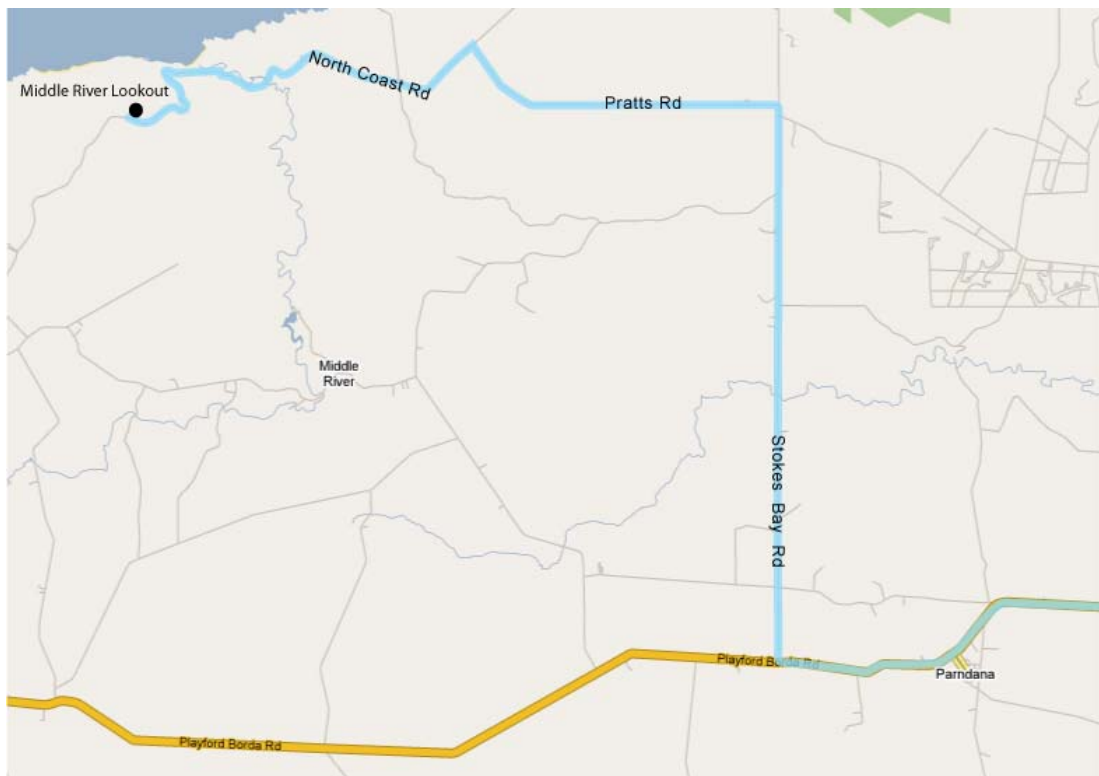 North Coast Rd
Middle River Lookout
Pratts Rd
Middle
River
Stokes Bay Rd
Playford Borda Rd
Parndana
Playford Borda Rd